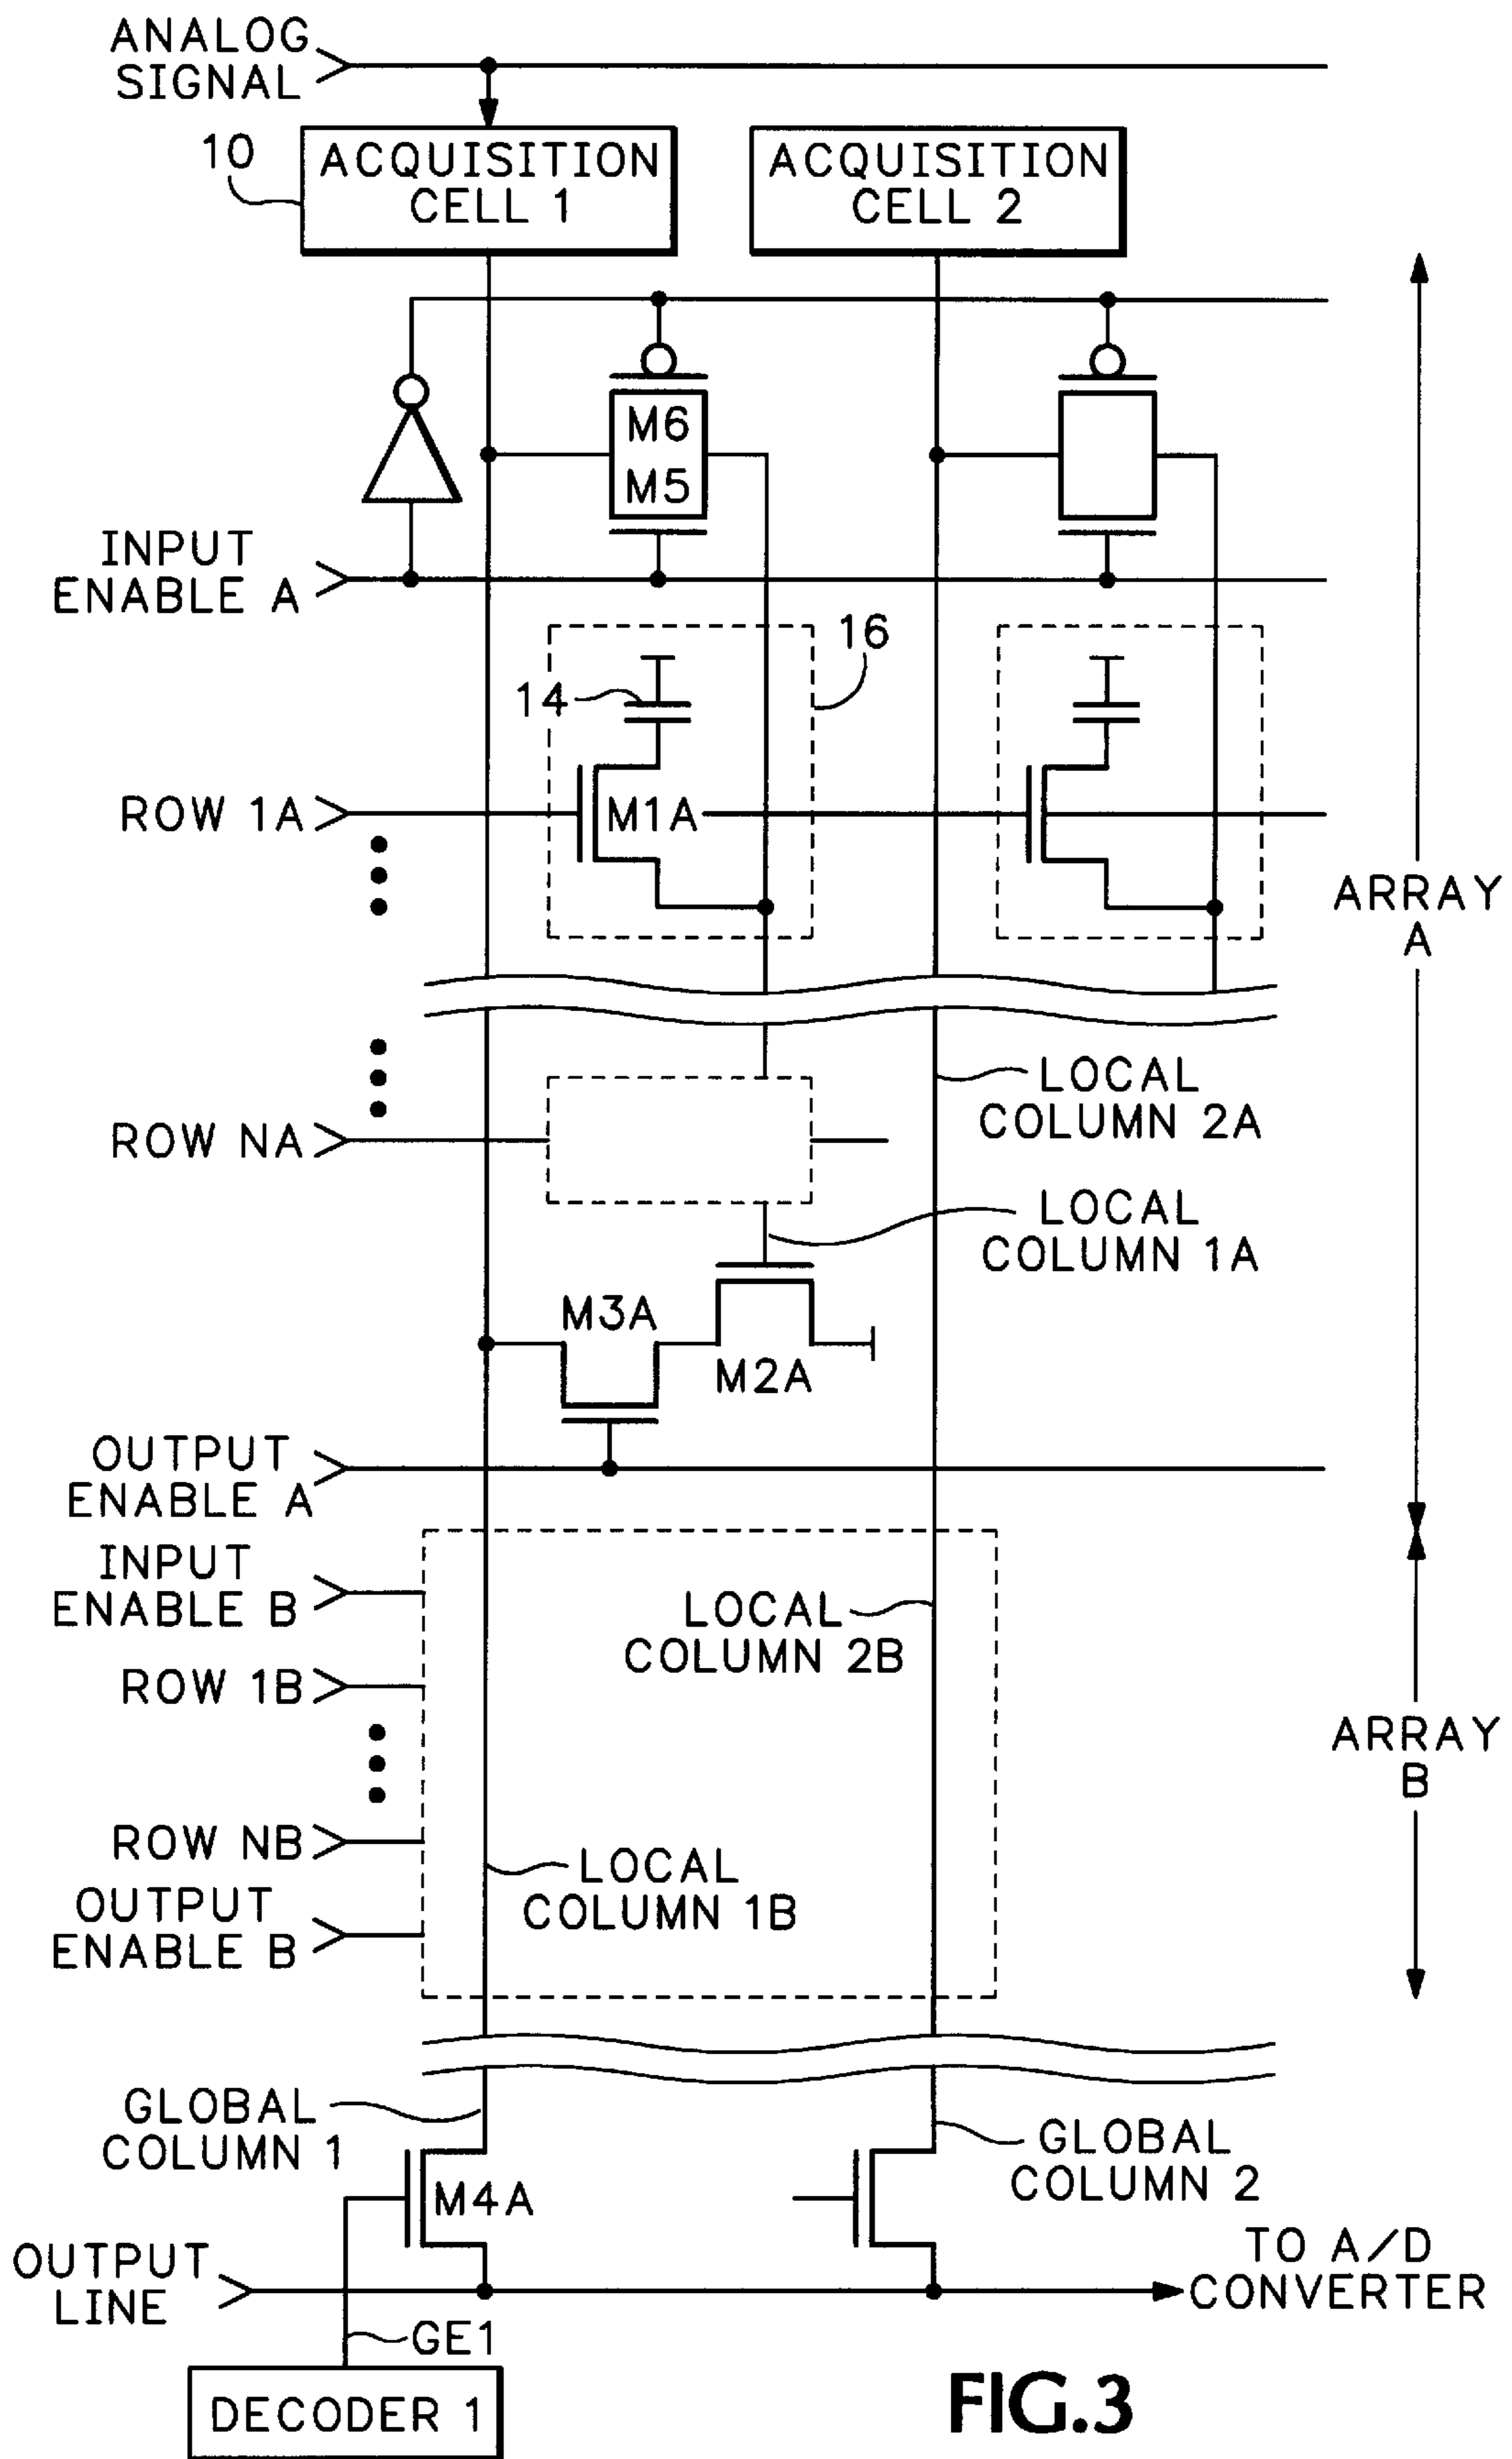 ANALOG
SIGNAL
10
ACQUISITION
CELL 1
ACQUISITION
CELL 2
M6
M5
INPUT
ENABLE A
16
14
ROW 1A
M1A
ARRAY
A
LOCAL
COLUMN 2A
ROW NA
LOCAL
COLUMN 1A
M3A
M2A
OUTPUT
ENABLE A
INPUT
ENABLE B
LOCAL
COLUMN 2B
ROW 1B
ARRAY
B
ROW NB
LOCAL
COLUMN 1B
OUTPUT
ENABLE B
GLOBAL
COLUMN 1
GLOBAL
COLUMN 2
M4A
OUTPUT
LINE
TO A/D
CONVERTER
GE1
DECODER 1
FIG.3